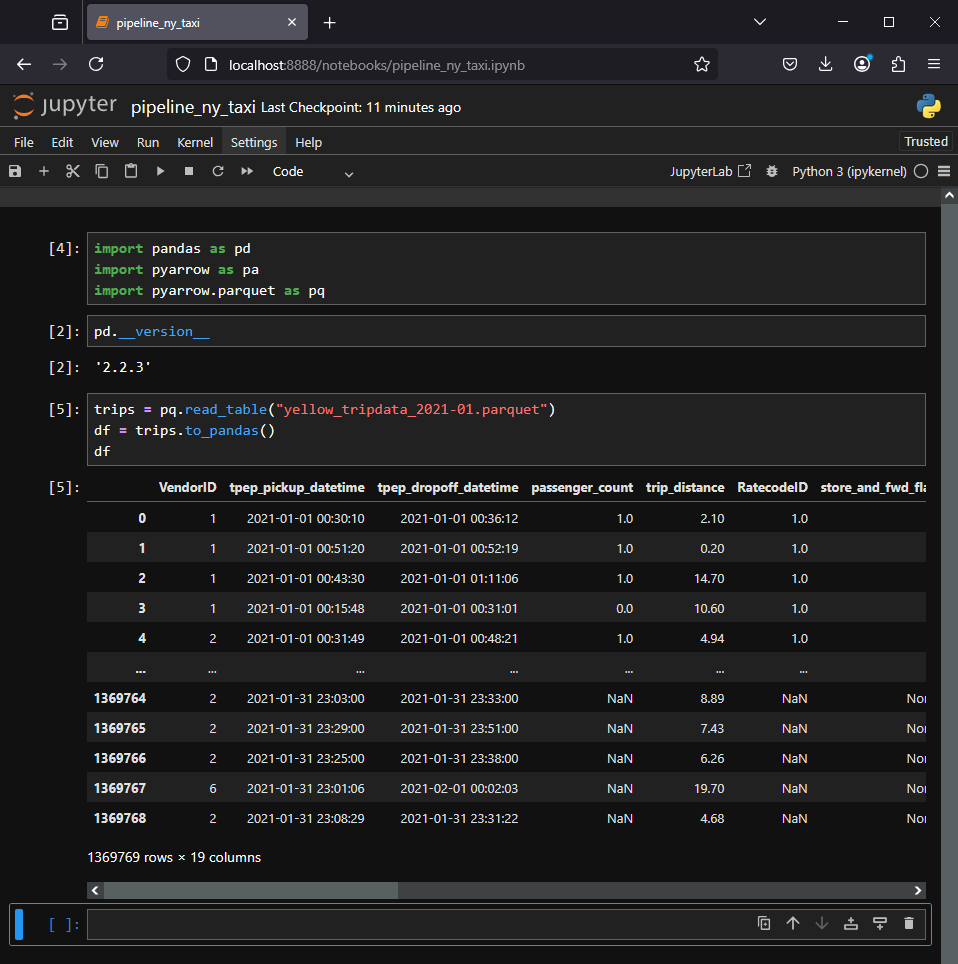 pipeline_ny_taxi
localhost:8888/notebooks/pipeline_ny_taxi.ipynb
jupyter pipeline_ny_taxi Last Checkpoint: 11 minutes ago
File Edit View Run Kernel Settings Help Trusted
Code JupyterLab Python 3 (ipykernel)
[4]: import pandas as pd
import pyarrow as pa
import pyarrow.parquet as pq
[2]: pd.__version__
[2]: '2.2.3'
[5]: trips = pq.read_table("yellow_tripdata_2021-01.parquet")
df = trips.to_pandas()
df
[5]: VendorID tpep_pickup_datetime tpep_dropoff_datetime passenger_count trip_distance RatecodeID store_and_fwd_fla
0 1 2021-01-01 00:30:10 2021-01-01 00:36:12 1.0 2.10 1.0
1 1 2021-01-01 00:51:20 2021-01-01 00:52:19 1.0 0.20 1.0
2 1 2021-01-01 00:43:30 2021-01-01 01:11:06 1.0 14.70 1.0
3 1 2021-01-01 00:15:48 2021-01-01 00:31:01 0.0 10.60 1.0
4 2 2021-01-01 00:31:49 2021-01-01 00:48:21 1.0 4.94 1.0
... ... ... ... ... ... ...
1369764 2 2021-01-31 23:03:00 2021-01-31 23:33:00 NaN 8.89 NaN Nor
1369765 2 2021-01-31 23:29:00 2021-01-31 23:51:00 NaN 7.43 NaN Nor
1369766 2 2021-01-31 23:25:00 2021-01-31 23:38:00 NaN 6.26 NaN Nor
1369767 6 2021-01-31 23:01:06 2021-02-01 00:02:03 NaN 19.70 NaN Nor
1369768 2 2021-01-31 23:08:29 2021-01-31 23:31:22 NaN 4.68 NaN Nor
1369769 rows × 19 columns
[ ]: